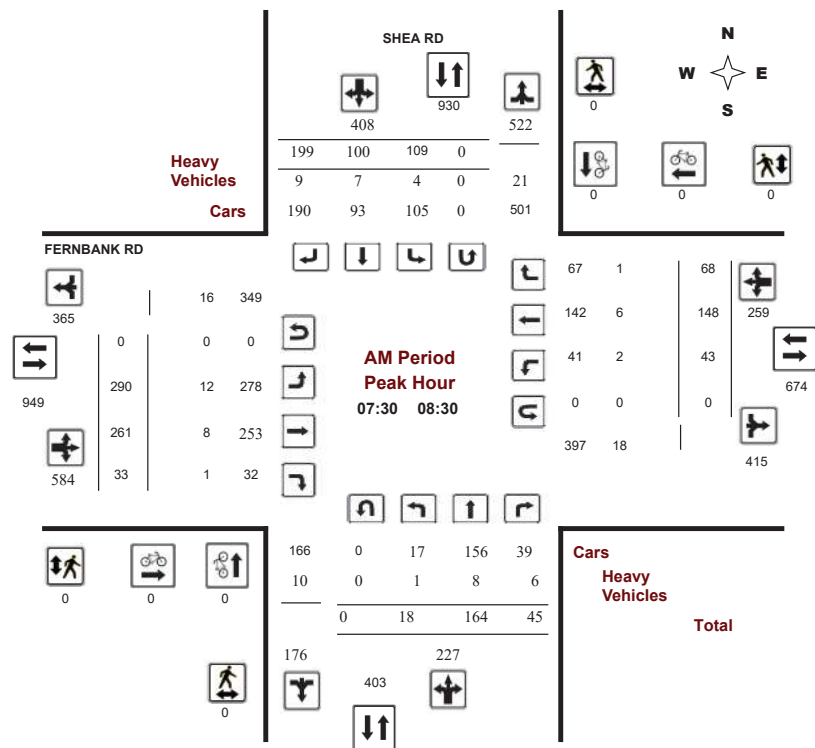 N
SHEA RD
W E
S
930
0
408
522
199 100 109 0
Heavy
Vehicles
9 7 4 0 21
Cars
190 93 105 0 501
0 0 0
FERNBANK RD
365
16 349
67 1 68
0 0 0
142 6 148 259
AM Period
Peak Hour
07:30 08:30
290 12 278
41 2 43
949
674
261 8 253
0 0 0
584
33 1 32
397 18
415
166 0 17 156 39
Cars
10 0 1 8 6
Heavy
Vehicles
0 0 0
0 18 164 45
Total
176 227
403
0